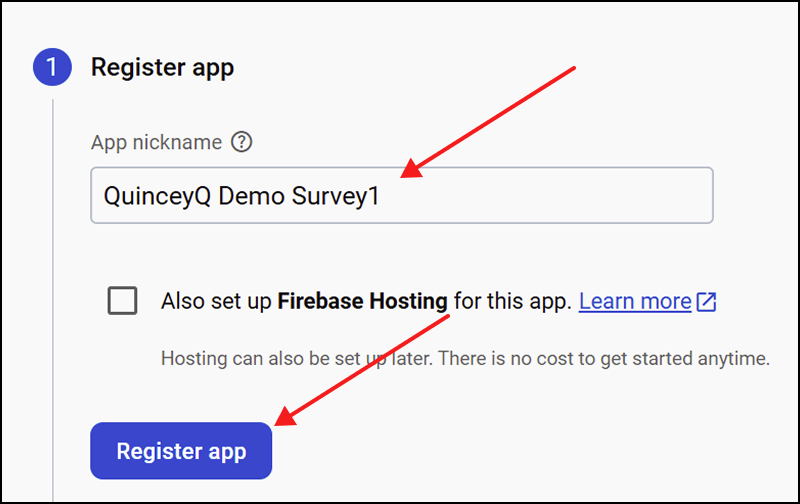 1 Register app
App nickname ?
QuinceyQ Demo Survey1
Also set up Firebase Hosting for this app. Learn more
Hosting can also be set up later. There is no cost to get started anytime.
Register app